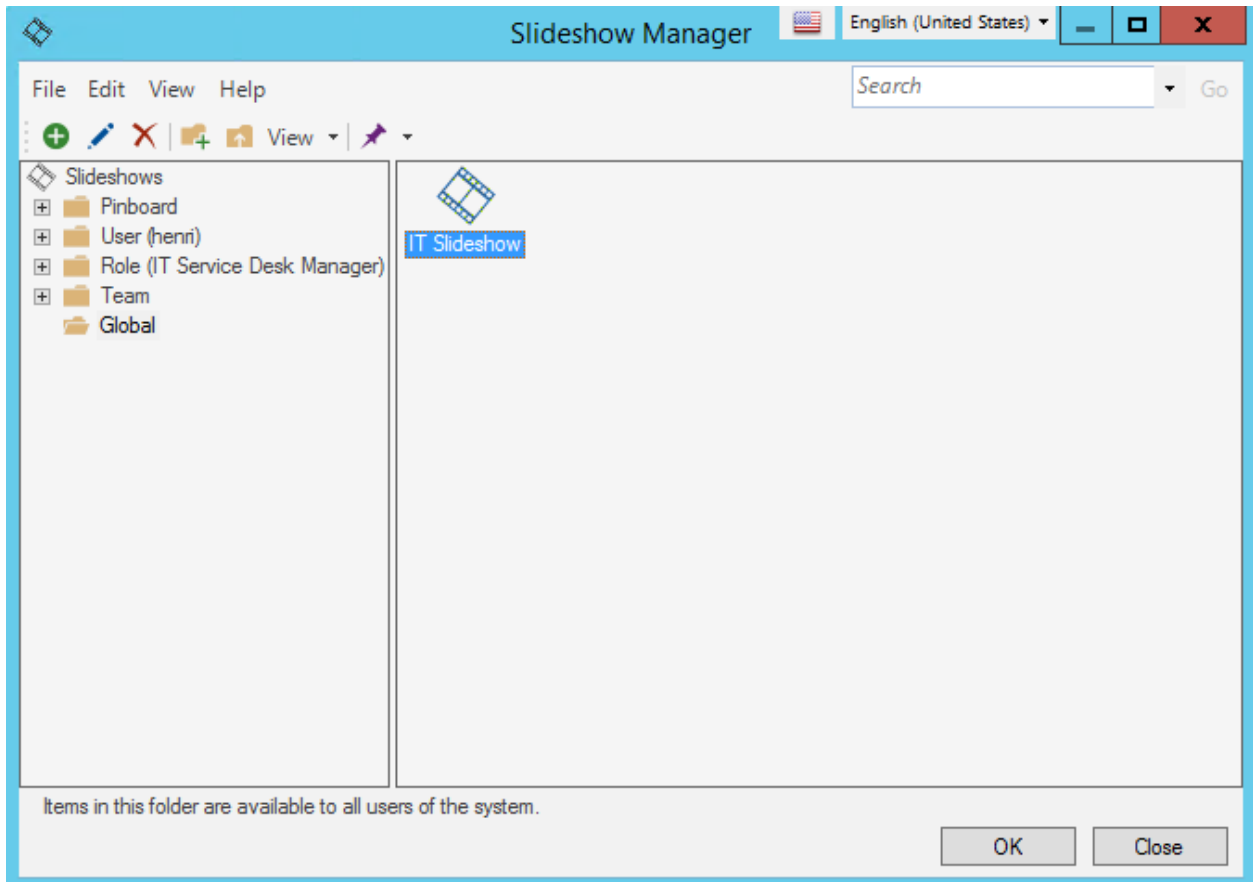 Slideshow Manager
English (United States)
File Edit View Help
Search
Go
View
Slideshows
Pinboard
User (henri)
Role (IT Service Desk Manager)
Team
Global
IT Slideshow
Items in this folder are available to all users of the system.
OK
Close